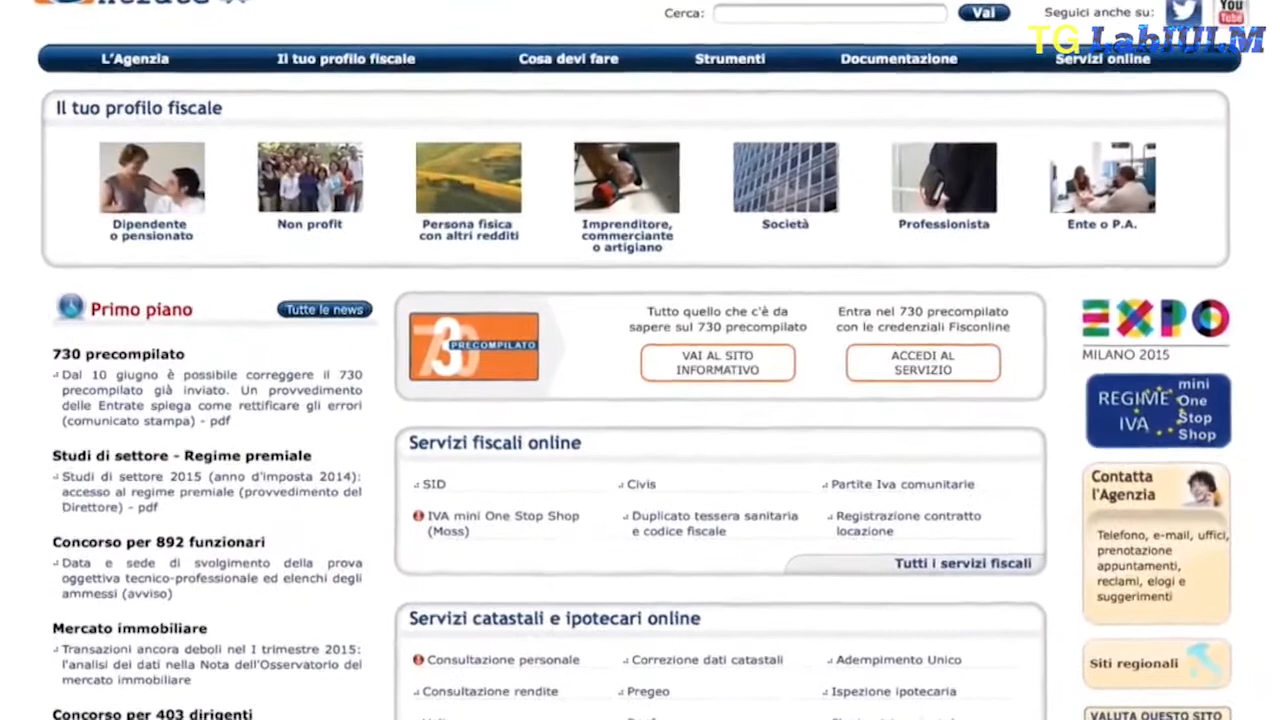 Cerca:
Vai
Seguici anche su:
You
Tube
TG LabIULM
L'Agenzia
Il tuo profilo fiscale
Cosa devi fare
Strumenti
Documentazione
Servizi online
Il tuo profilo fiscale
Dipendente
o pensionato
Non profit
Persona fisica
con altri redditi
Imprenditore,
commerciante
o artigiano
Società
Professionista
Ente o P.A.
Primo piano
Tutte le news
730 precompilato
Dal 10 giugno è possibile correggere il 730
precompilato già inviato. Un provvedimento
delle Entrate spiega come rettificare gli errori
(comunicato stampa) - pdf
Studi di settore - Regime premiale
Studi di settore 2015 (anno d'imposta 2014):
accesso al regime premiale (provvedimento del
Direttore) - pdf
Concorso per 892 funzionari
Data e sede di svolgimento della prova
oggettiva tecnico-professionale ed elenchi degli
ammessi (avviso)
Mercato immobiliare
Transazioni ancora deboli nel I trimestre 2015:
l'analisi dei dati nella Nota dell'Osservatorio del
mercato immobiliare
Concorso per 403 dirigenti
730
PRECOMPILATO
Tutto quello che c'è da
sapere sul 730 precompilato
VAI AL SITO
INFORMATIVO
Entra nel 730 precompilato
con le credenziali Fisconline
ACCEDI AL
SERVIZIO
Servizi fiscali online
SID
Civis
Partite Iva comunitarie
IVA mini One Stop Shop
(Moss)
Duplicato tessera sanitaria
e codice fiscale
Registrazione contratto
locazione
Tutti i servizi fiscali
Servizi catastali e ipotecari online
Consultazione personale
Correzione dati catastali
Adempimento Unico
Consultazione rendite
Pregeo
Ispezione ipotecaria
EXPO
MILANO 2015
REGIME
IVA
mini
One
Stop
Shop
Contatta
l'Agenzia
Telefono, e-mail, uffici,
prenotazione
appuntamenti,
reclami, elogi e
suggerimenti
Siti regionali
VALUTA QUESTO SITO